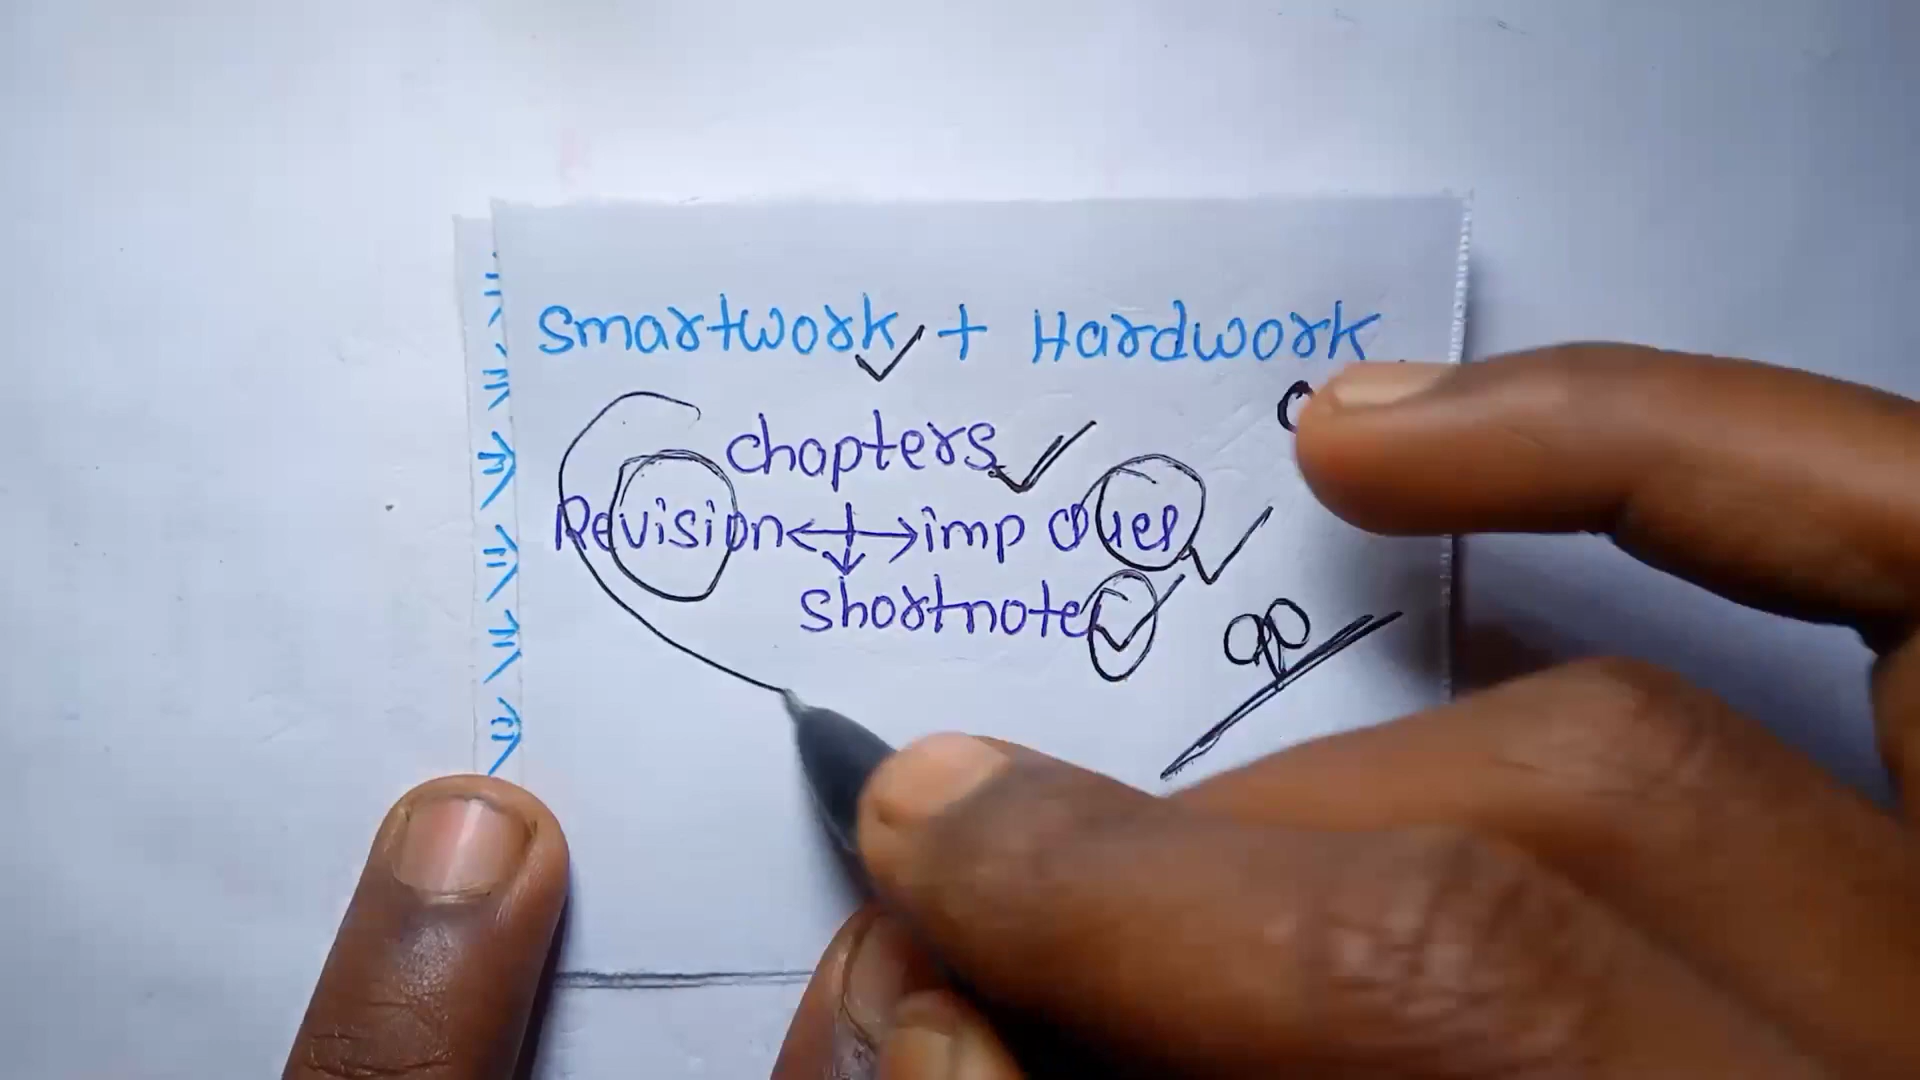 Smartwork + Hardwork
chapters
Revision imp Ques
Shortnote